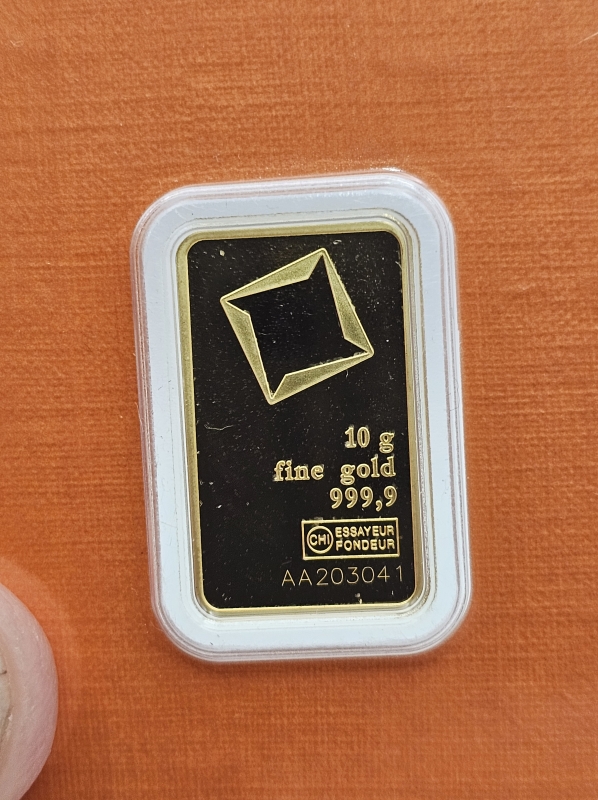 10 g
fine gold
999,9
CHI ESSAYEUR
FONDEUR
AA203041